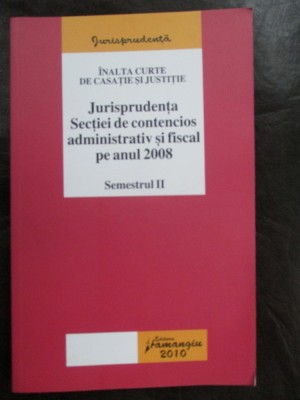 Jurisprudență
ÎNALTA CURTE
DE CASAȚIE ȘI JUSTIȚIE
Jurisprudența
Secției de contencios
administrativ și fiscal
pe anul 2008
Semestrul II
Editura
Hamangiu
2010